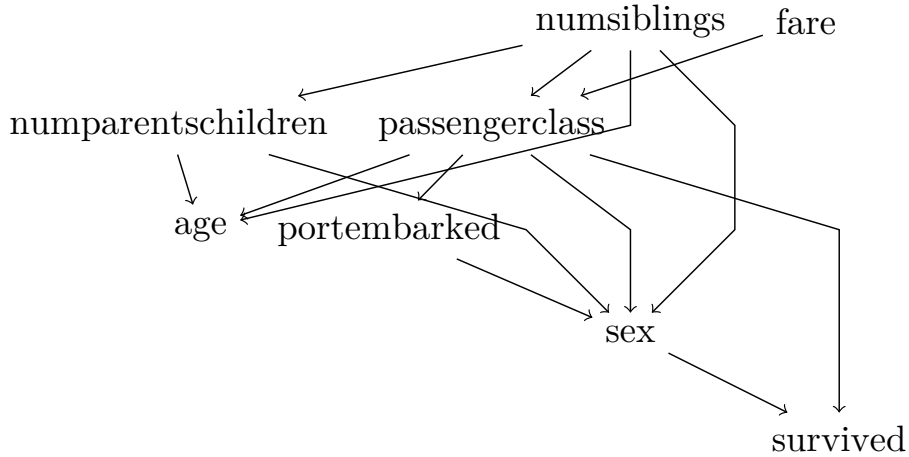 numsiblings fare
numparentschildren passengerclass
age portembarked
sex
survived